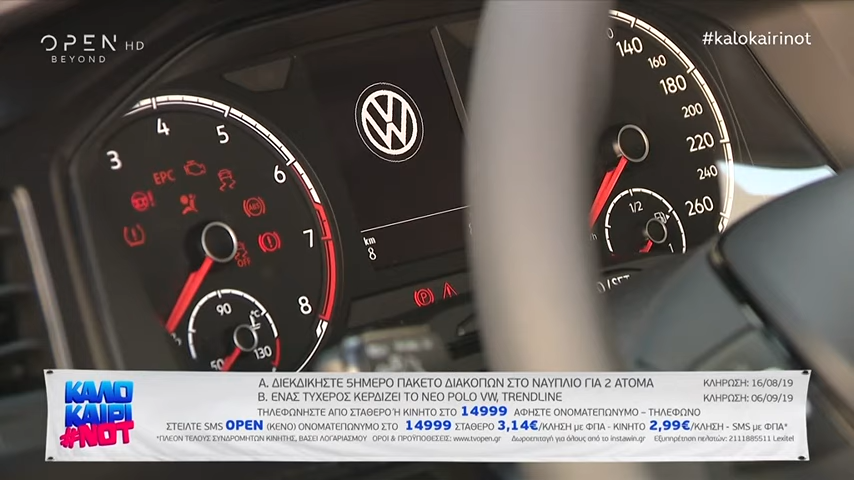 OPEN HD
BEYOND
#kalokairinot
3 4 5 6 7 8
EPC
ABS
OFF
50 90 130 °C
km
8
140
160
180
200
220
240
260
1/2
0/SET
ΚΑΛΟ
ΚΑΙΡΙ
#NOT
Α. ΔΙΕΚΔΙΚΗΣΤΕ 5ΗΜΕΡΟ ΠΑΚΕΤΟ ΔΙΑΚΟΠΩΝ ΣΤΟ ΝΑΥΠΛΙΟ ΓΙΑ 2 ΑΤΟΜΑ ΚΛΗΡΩΣΗ: 16/08/19
Β. ΕΝΑΣ ΤΥΧΕΡΟΣ ΚΕΡΔΙΖΕΙ ΤΟ ΝΕΟ POLO VW, TRENDLINE ΚΛΗΡΩΣΗ: 06/09/19
ΤΗΛΕΦΩΝΗΣΤΕ ΑΠΟ ΣΤΑΘΕΡΟ Ή ΚΙΝΗΤΟ ΣΤΟ 14999 ΑΦΗΣΤΕ ΟΝΟΜΑΤΕΠΩΝΥΜΟ – ΤΗΛΕΦΩΝΟ
ΣΤΕΙΛΤΕ SMS OPEN (ΚΕΝΟ) ΟΝΟΜΑΤΕΠΩΝΥΜΟ ΣΤΟ 14999 ΣΤΑΘΕΡΟ 3,14€/ΚΛΗΣΗ με ΦΠΑ - ΚΙΝΗΤΟ 2,99€/ΚΛΗΣΗ - SMS με ΦΠΑ*
*ΠΛΕΟΝ ΤΕΛΟΥΣ ΣΥΝΔΡΟΜΗΤΩΝ ΚΙΝΗΤΗΣ, ΒΑΣΕΙ ΛΟΓΑΡΙΑΣΜΟΥ ΟΡΟΙ & ΠΡΟΫΠΟΘΕΣΕΙΣ: www.tvopen.gr Δωροεπιταγή για άλλους από το instawin.gr Εξυπηρέτηση πελατών: 2111885511 Lexitel